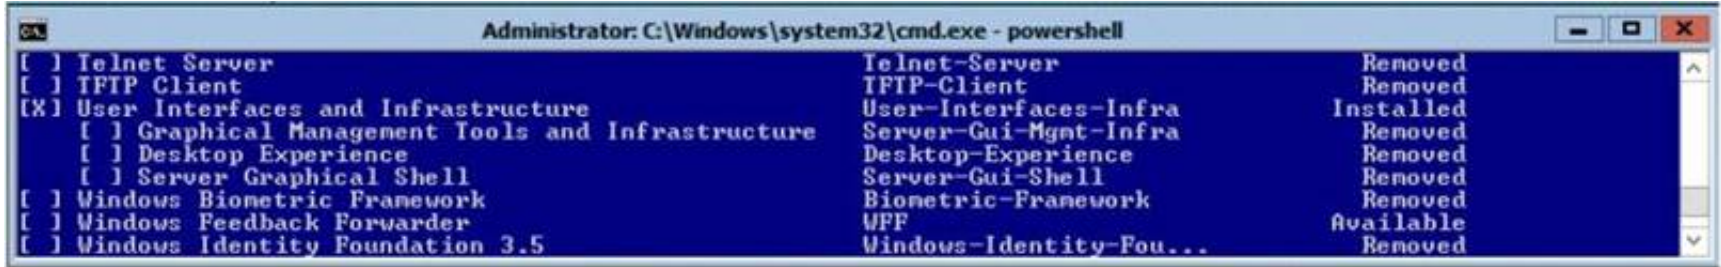 Administrator: C:\Windows\system32\cmd.exe - powershell
[ ] Telnet Server Telnet-Server Removed
[ ] TFTP Client TFTP-Client Removed
[X] User Interfaces and Infrastructure User-Interfaces-Infra Installed
[ ] Graphical Management Tools and Infrastructure Server-Gui-Mgmt-Infra Removed
[ ] Desktop Experience Desktop-Experience Removed
[ ] Server Graphical Shell Server-Gui-Shell Removed
[ ] Windows Biometric Framework Biometric-Framework Removed
[ ] Windows Feedback Forwarder WFF Available
[ ] Windows Identity Foundation 3.5 Windows-Identity-Fou... Removed